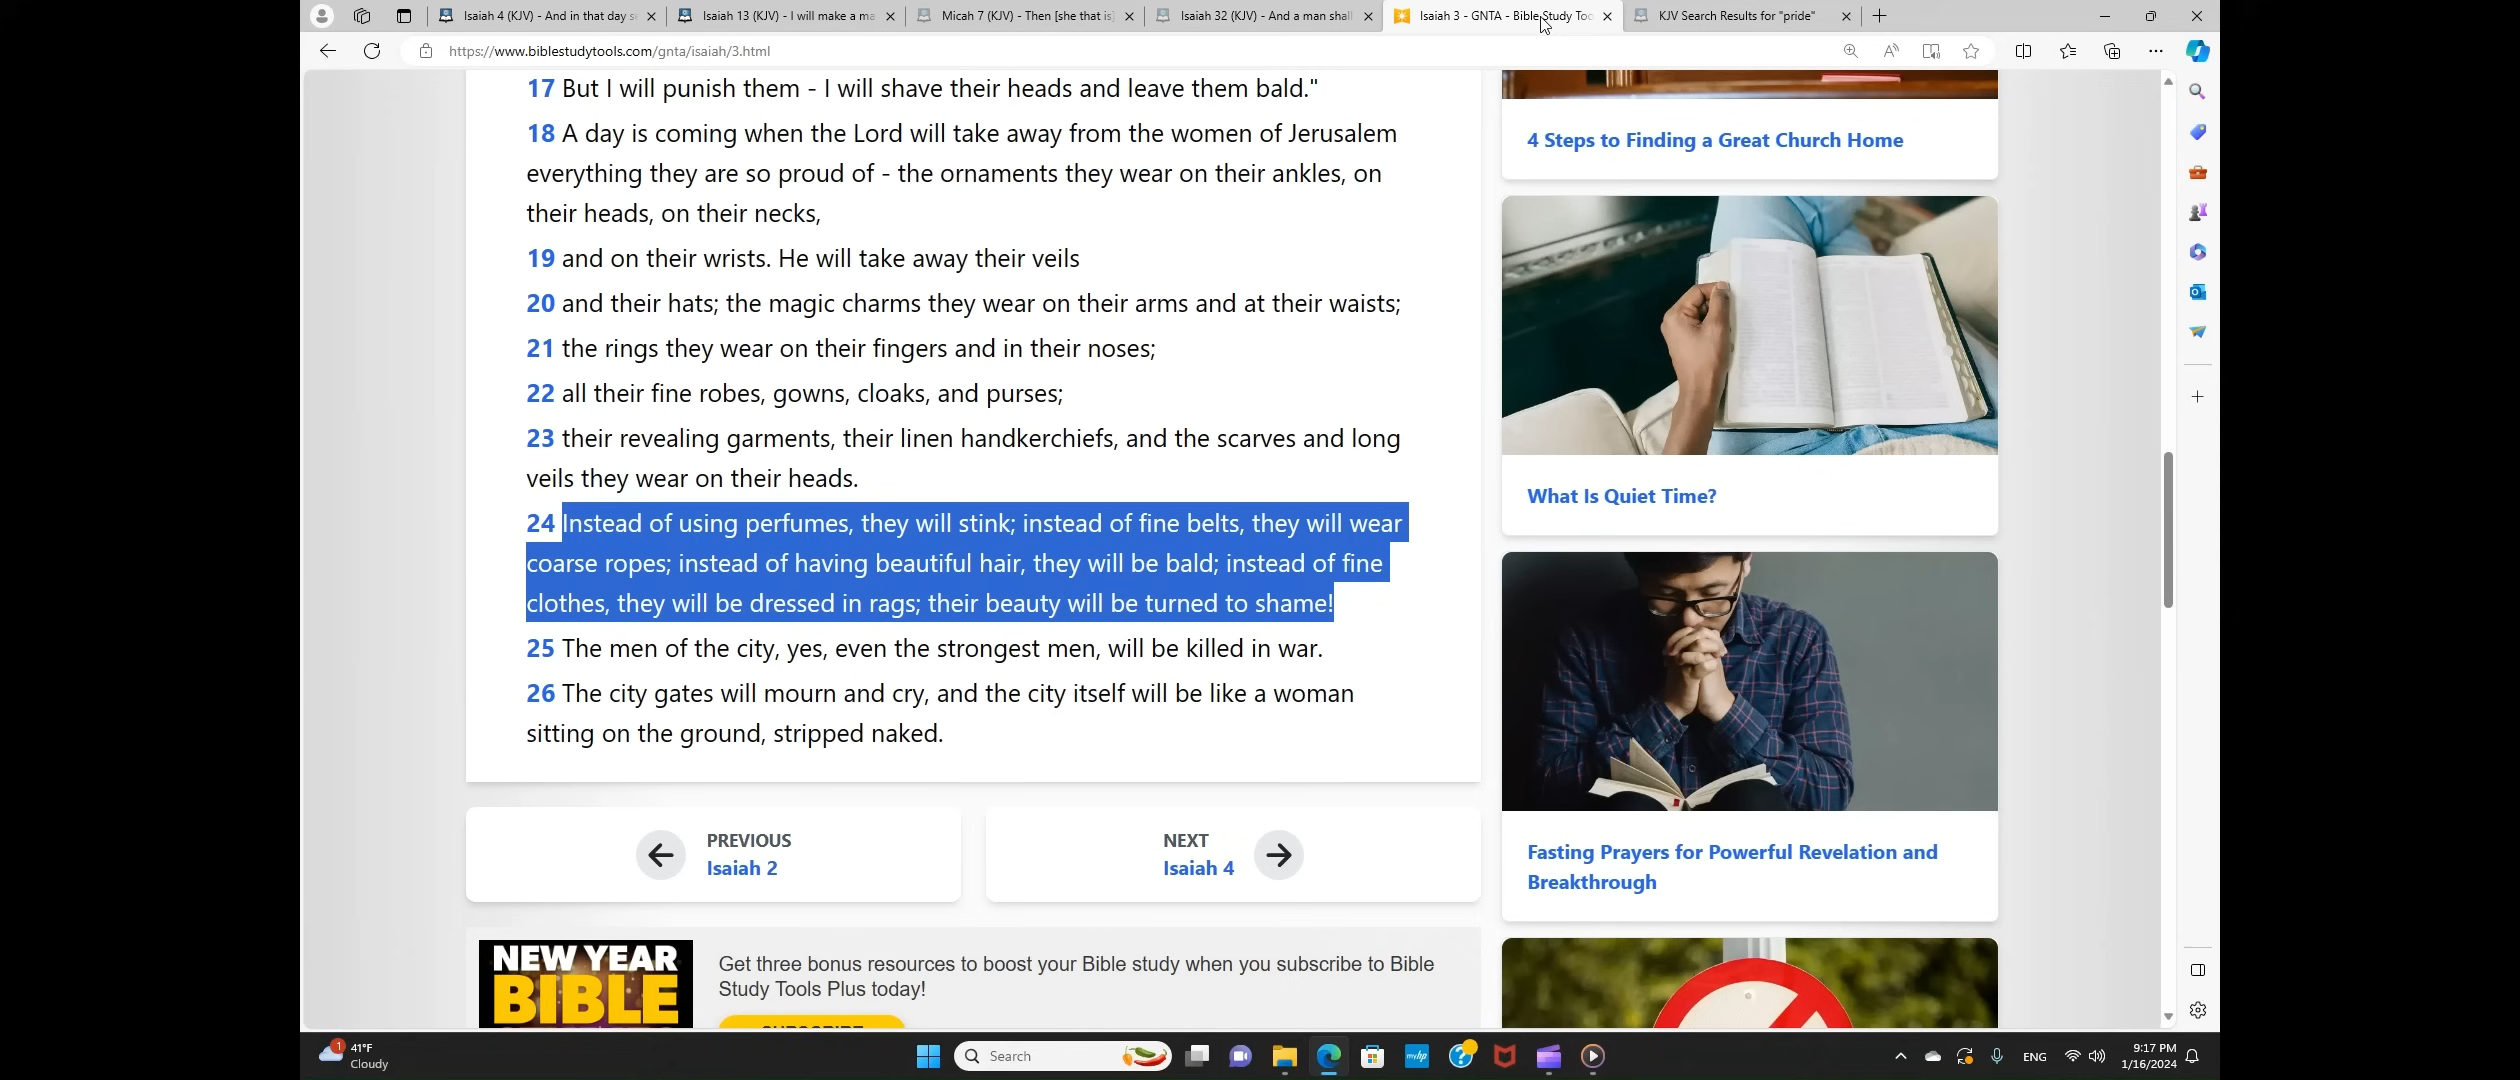 Isaiah 4 (KJV) - And in that day s
Isaiah 13 (KJV) - I will make a ma
Micah 7 (KJV) - Then [she that is]
Isaiah 32 (KJV) - And a man shall
Isaiah 3 - GNTA - Bible Study Too
KJV Search Results for "pride"
https://www.biblestudytools.com/gnta/isaiah/3.html
17 But I will punish them - I will shave their heads and leave them bald."
18 A day is coming when the Lord will take away from the women of Jerusalem
everything they are so proud of - the ornaments they wear on their ankles, on
their heads, on their necks,
19 and on their wrists. He will take away their veils
20 and their hats; the magic charms they wear on their arms and at their waists;
21 the rings they wear on their fingers and in their noses;
22 all their fine robes, gowns, cloaks, and purses;
23 their revealing garments, their linen handkerchiefs, and the scarves and long
veils they wear on their heads.
24 Instead of using perfumes, they will stink; instead of fine belts, they will wear
coarse ropes; instead of having beautiful hair, they will be bald; instead of fine
clothes, they will be dressed in rags; their beauty will be turned to shame!
25 The men of the city, yes, even the strongest men, will be killed in war.
26 The city gates will mourn and cry, and the city itself will be like a woman
sitting on the ground, stripped naked.
PREVIOUS
Isaiah 2
NEXT
Isaiah 4
NEW YEAR
BIBLE
Get three bonus resources to boost your Bible study when you subscribe to Bible
Study Tools Plus today!
SUBSCRIBE
4 Steps to Finding a Great Church Home
What Is Quiet Time?
Fasting Prayers for Powerful Revelation and
Breakthrough
1
41°F
Cloudy
Search
myhp
ENG
9:17 PM
1/16/2024